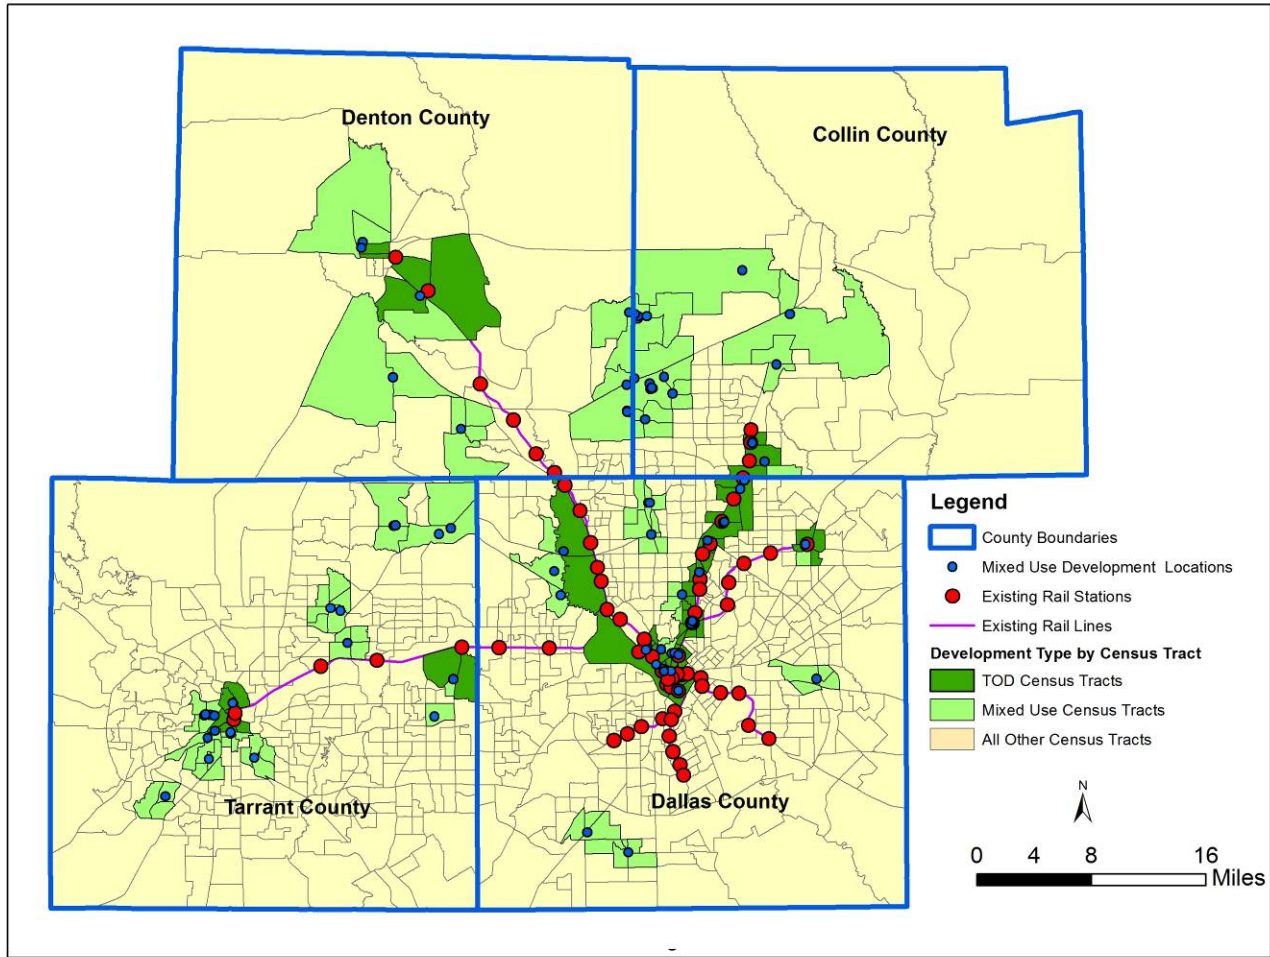 Denton County
Collin County
Legend
County Boundaries
Mixed Use Development Locations
Existing Rail Stations
Existing Rail Lines
Development Type by Census Tract
TOD Census Tracts
Mixed Use Census Tracts
All Other Census Tracts
N
Tarrant County
Dallas County
0 4 8 16
Miles